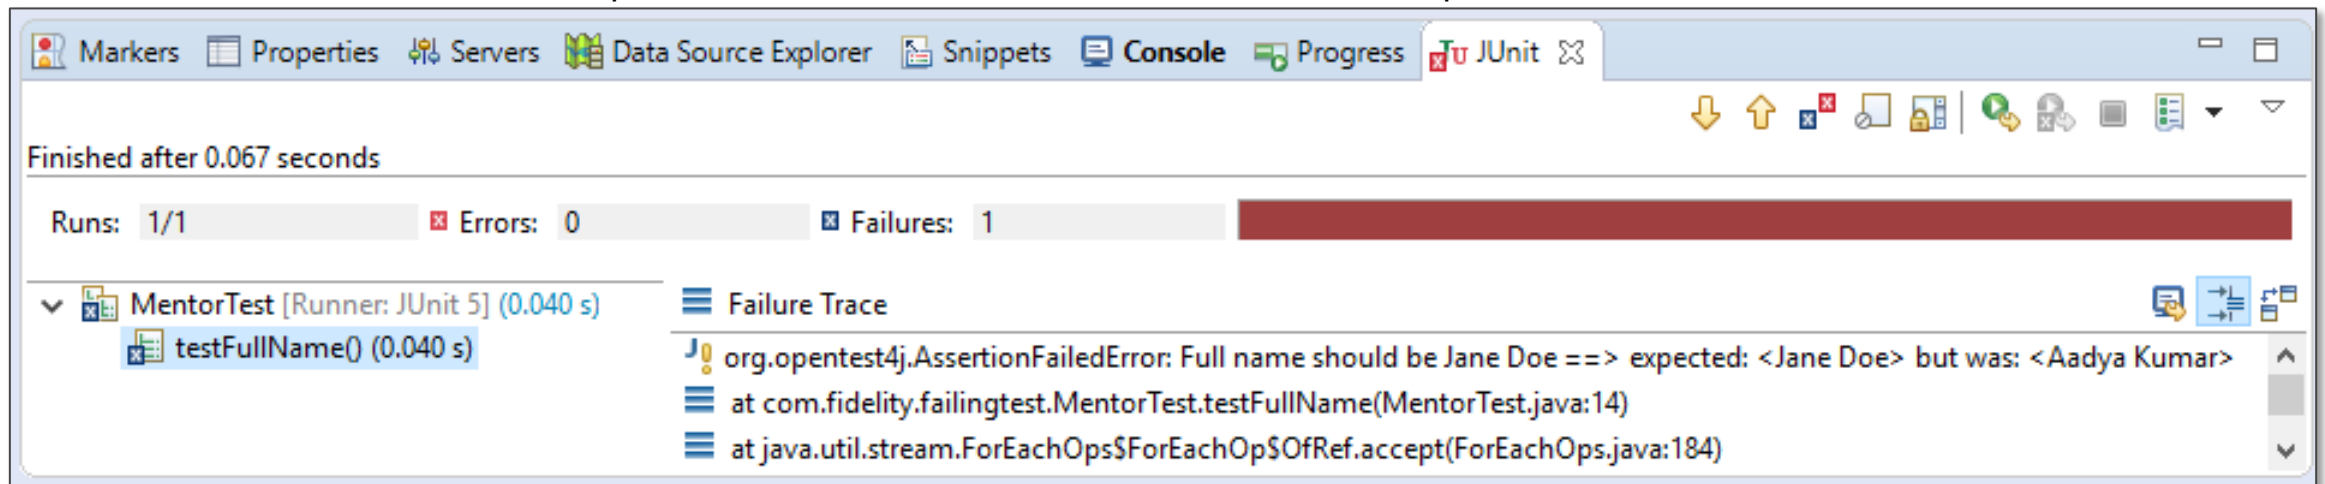 Markers Properties Servers Data Source Explorer Snippets Console Progress JUnit
Finished after 0.067 seconds
Runs: 1/1 Errors: 0 Failures: 1
MentorTest [Runner: JUnit 5] (0.040 s)
testFullName() (0.040 s)
Failure Trace
org.opentest4j.AssertionFailedError: Full name should be Jane Doe ==> expected: <Jane Doe> but was: <Aadya Kumar>
at com.fidelity.failingtest.MentorTest.testFullName(MentorTest.java:14)
at java.util.stream.ForEachOps$ForEachOp$OfRef.accept(ForEachOps.java:184)